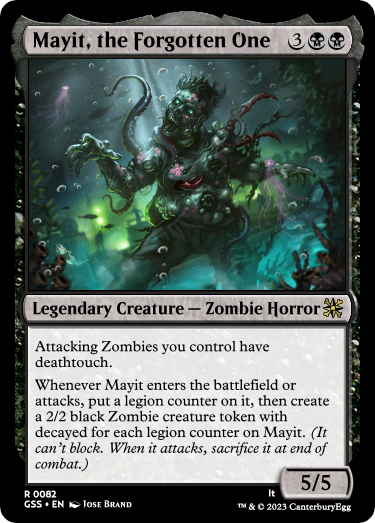 Mayit, the Forgotten One 3
Legendary Creature — Zombie Horror
Attacking Zombies you control have
deathtouch.
Whenever Mayit enters the battlefield or
attacks, put a legion counter on it, then create
a 2/2 black Zombie creature token with
decayed for each legion counter on Mayit. (It
can't block. When it attacks, sacrifice it at end of
combat.)
5/5
R 0082 It
GSS • EN Jose Brand ™ & © 2023 CanterburyEgg